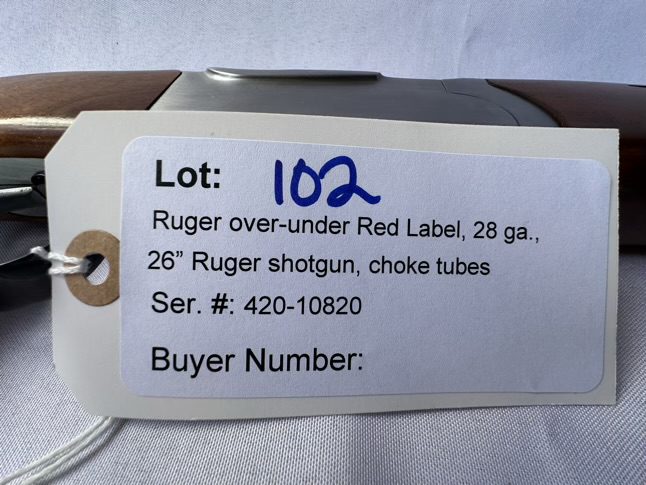 Lot: 102
Ruger over-under Red Label, 28 ga.,
26” Ruger shotgun, choke tubes
Ser. #: 420-10820
Buyer Number: